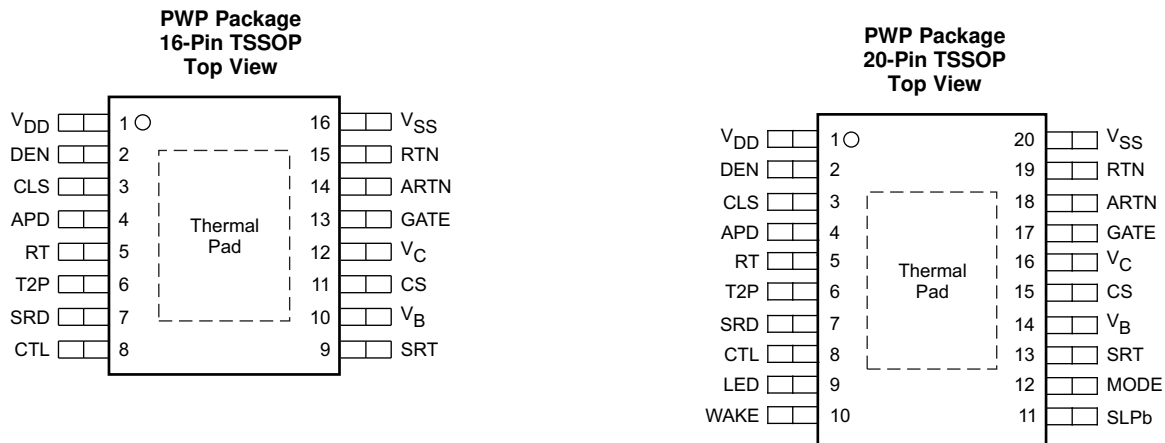 PWP Package
16-Pin TSSOP
Top View
VDD 1 16 VSS
DEN 2 15 RTN
CLS 3 14 ARTN
APD 4 13 GATE
Thermal
Pad
RT 5 12 VC
T2P 6 11 CS
SRD 7 10 VB
CTL 8 9 SRT
PWP Package
20-Pin TSSOP
Top View
VDD 1 20 VSS
DEN 2 19 RTN
CLS 3 18 ARTN
APD 4 17 GATE
RT 5 16 VC
Thermal
Pad
T2P 6 15 CS
SRD 7 14 VB
CTL 8 13 SRT
LED 9 12 MODE
WAKE 10 11 SLPb